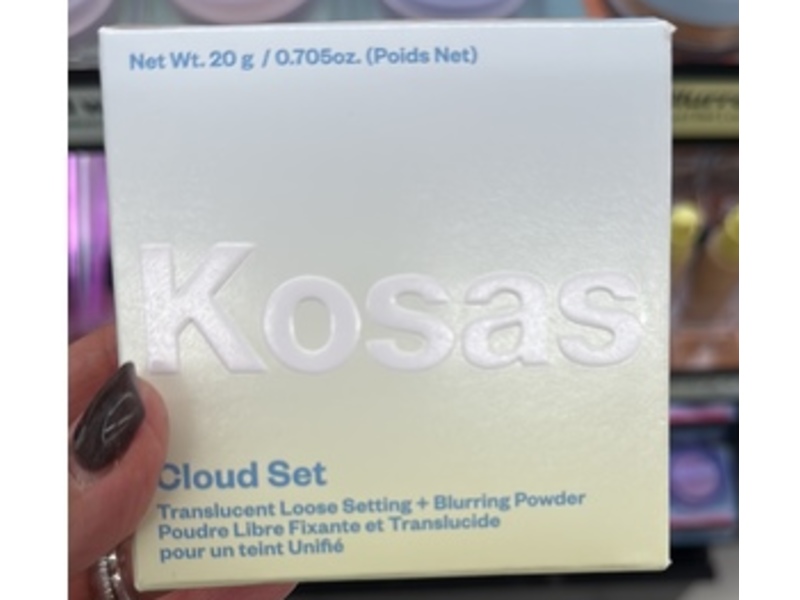 Net Wt. 20 g / 0.705oz. (Poids Net)
Kosas
Cloud Set
Translucent Loose Setting + Blurring Powder
Poudre Libre Fixante et Translucide
pour un teint Unifié